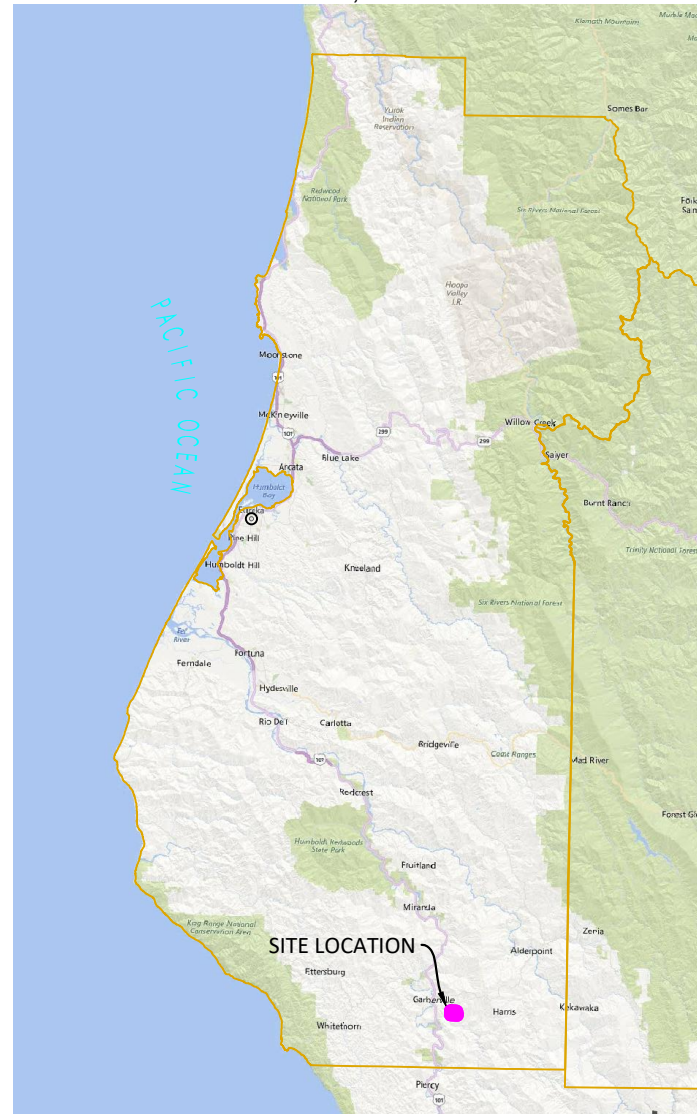 Klamath Mountains
Somes Bar
Yurok
Indian
Reservation
Redwood
National Park
Six Rivers National Forest
Hoopa
Valley
I.R.
PACIFIC OCEAN
Moonstone
101
McKinleyville
Willow Creek
299
299
101
Blue Lake
Salyer
Arcata
Humboldt
Bay
Burnt Ranch
Eureka
Pine Hill
Trinity National Forest
Humboldt Hill
Kneeland
Six Rivers National Forest
Eel
River
Fortuna
Ferndale
Hydesville
Rio Dell
Carlotta
Bridgeville
Coast Ranges
101
Mad River
Redcrest
Forest Gl
Humboldt Redwoods
State Park
Fruitland
Miranda
King Range National
Conservation Area
Zenia
SITE LOCATION
Alderpoint
Ettersburg
Garberville
Harris
Kekawaka
Whitethorn
Piercy
101